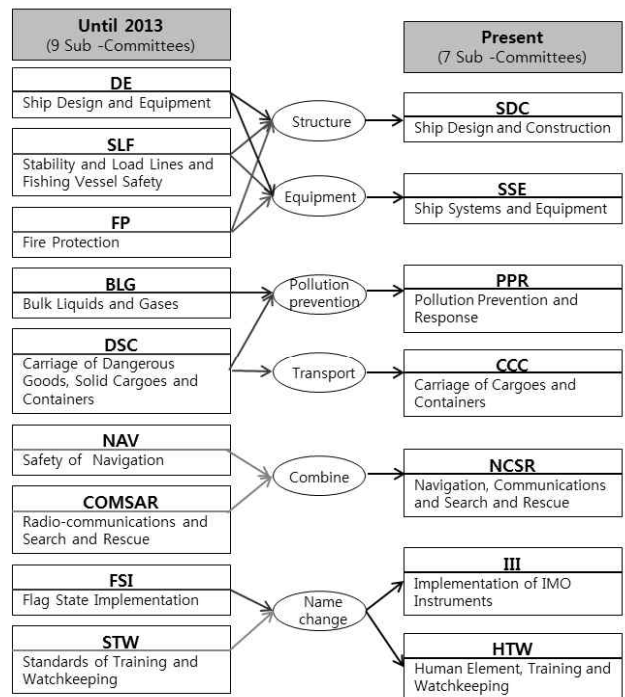 Until 2013
(9 Sub -Committees)
DE
Ship Design and Equipment
SLF
Stability and Load Lines and
Fishing Vessel Safety
FP
Fire Protection
BLG
Bulk Liquids and Gases
DSC
Carriage of Dangerous
Goods, Solid Cargoes and
Containers
NAV
Safety of Navigation
COMSAR
Radio-communications and
Search and Rescue
FSI
Flag State Implementation
STW
Standards of Training and
Watchkeeping
Structure
Equipment
Pollution
prevention
Transport
Combine
Name
change
Present
(7 Sub-Committees)
SDC
Ship Design and Construction
SSE
Ship Systems and Equipment
PPR
Pollution Prevention and
Response
CCC
Carriage of Cargoes and
Containers
NCSR
Navigation, Communications
and Search and Rescue
III
Implementation of IMO
Instruments
HTW
Human Element, Training and
Watchkeeping